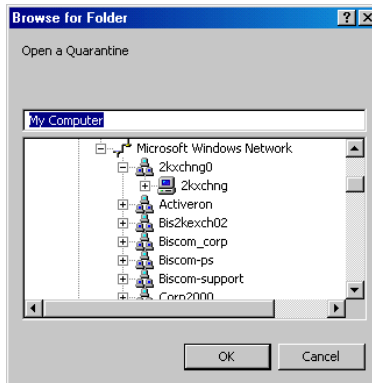 Browse for Folder
Open a Quarantine
My Computer
Microsoft Windows Network
2kxchng0
2kxchng
Activeron
Bis2kexch02
Biscom_corp
Biscom-ps
Biscom-support
Corp2000
OK Cancel